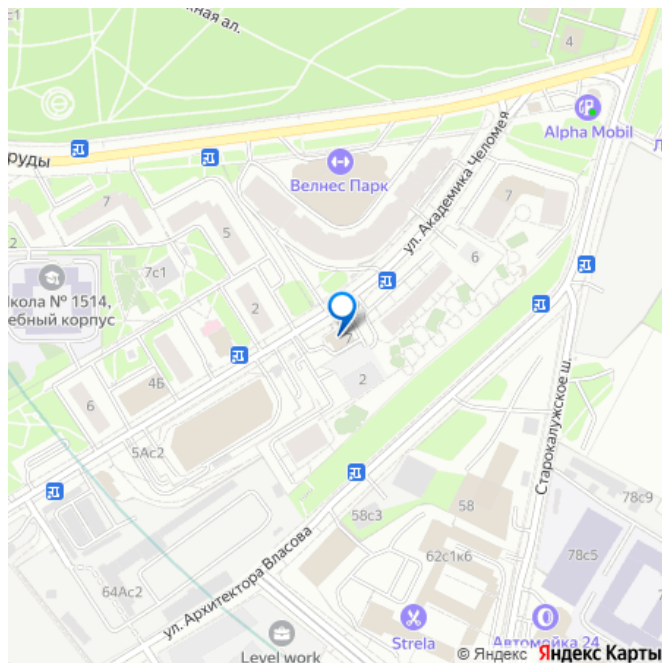 жная ал.
4
Alpha Mobil
руды
Велнес Парк
ул. Академика Челомея
7
7
5
2
7с1
6
кола № 1514,
ебный корпус
2
4Б
2
6
5Ас2
Старокалужское ш.
58с3
58
78с9
62с1к6
78с5
7
64Ас2
ул. Архитектора Власова
Strela
Автомойка 24
Level work
© Яндекс Яндекс Карты